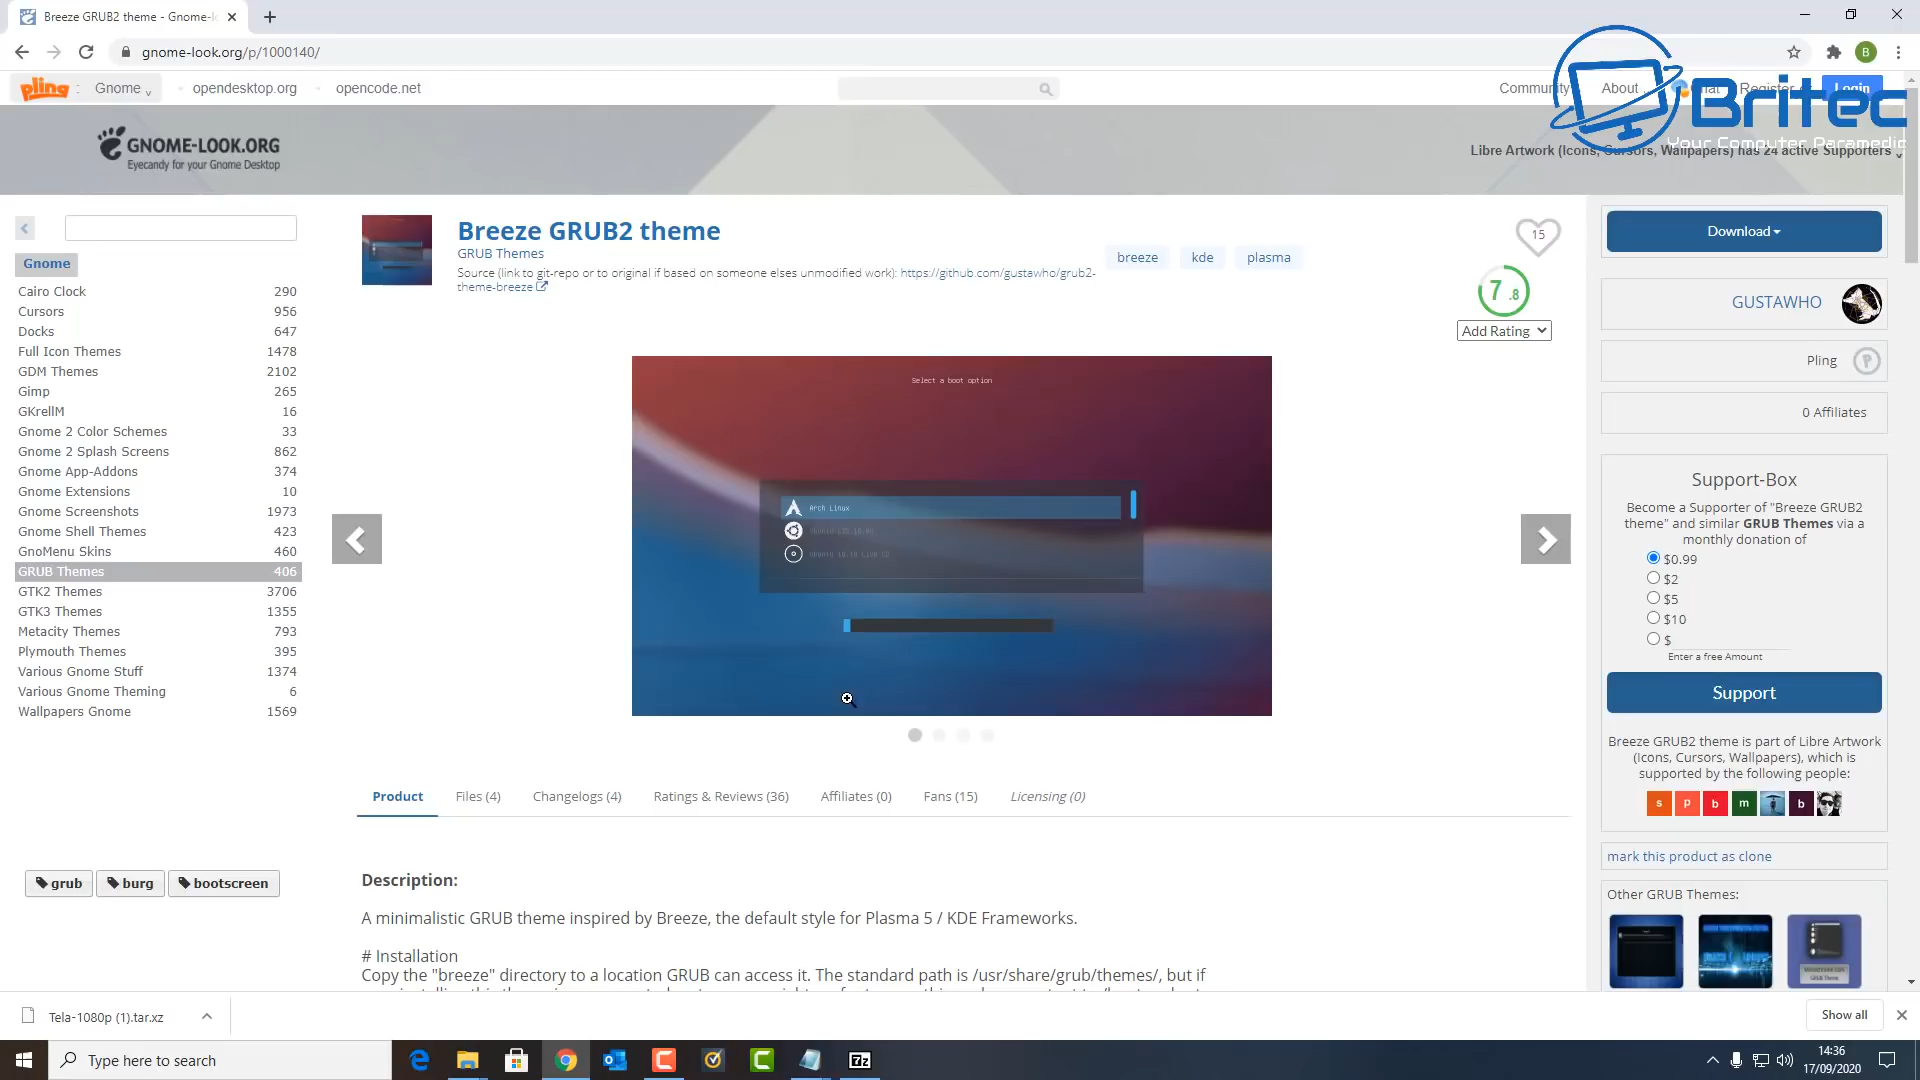 Breeze GRUB2 theme - Gnome-l
gnome-look.org/p/1000140/
B
pling : Gnome
opendesktop.org
opencode.net
Community
About
Register
Login
Britec
Your Computer Paramedic
GNOME-LOOK.ORG
Eyecandy for your Gnome Desktop
Libre Artwork (Icons, Cursors, Wallpapers) has 24 active Supporters
Gnome
Cairo Clock 290
Cursors 956
Docks 647
Full Icon Themes 1478
GDM Themes 2102
Gimp 265
GKrellM 16
Gnome 2 Color Schemes 33
Gnome 2 Splash Screens 862
Gnome App-Addons 374
Gnome Extensions 10
Gnome Screenshots 1973
Gnome Shell Themes 423
GnoMenu Skins 460
GRUB Themes 406
GTK2 Themes 3706
GTK3 Themes 1355
Metacity Themes 793
Plymouth Themes 395
Various Gnome Stuff 1374
Various Gnome Theming 6
Wallpapers Gnome 1569
grub
burg
bootscreen
Breeze GRUB2 theme
GRUB Themes
Source (link to git-repo or to original if based on someone elses unmodified work): https://github.com/gustawho/grub2-
theme-breeze
breeze
kde
plasma
15
7.8
Add Rating
Select a boot option
Arch Linux
Product
Files (4)
Changelogs (4)
Ratings & Reviews (36)
Affiliates (0)
Fans (15)
Licensing (0)
Description:
A minimalistic GRUB theme inspired by Breeze, the default style for Plasma 5 / KDE Frameworks.
# Installation
Copy the "breeze" directory to a location GRUB can access it. The standard path is /usr/share/grub/themes/, but if
Download
GUSTAWHO
Pling
P
0 Affiliates
Support-Box
Become a Supporter of "Breeze GRUB2
theme" and similar GRUB Themes via a
monthly donation of
$0.99
$2
$5
$10
$
Enter a free Amount
Support
Breeze GRUB2 theme is part of Libre Artwork
(Icons, Cursors, Wallpapers), which is
supported by the following people:
s p b m b
mark this product as clone
Other GRUB Themes:
Tela-1080p (1).tar.xz
Show all
Type here to search
7z
14:36
17/09/2020